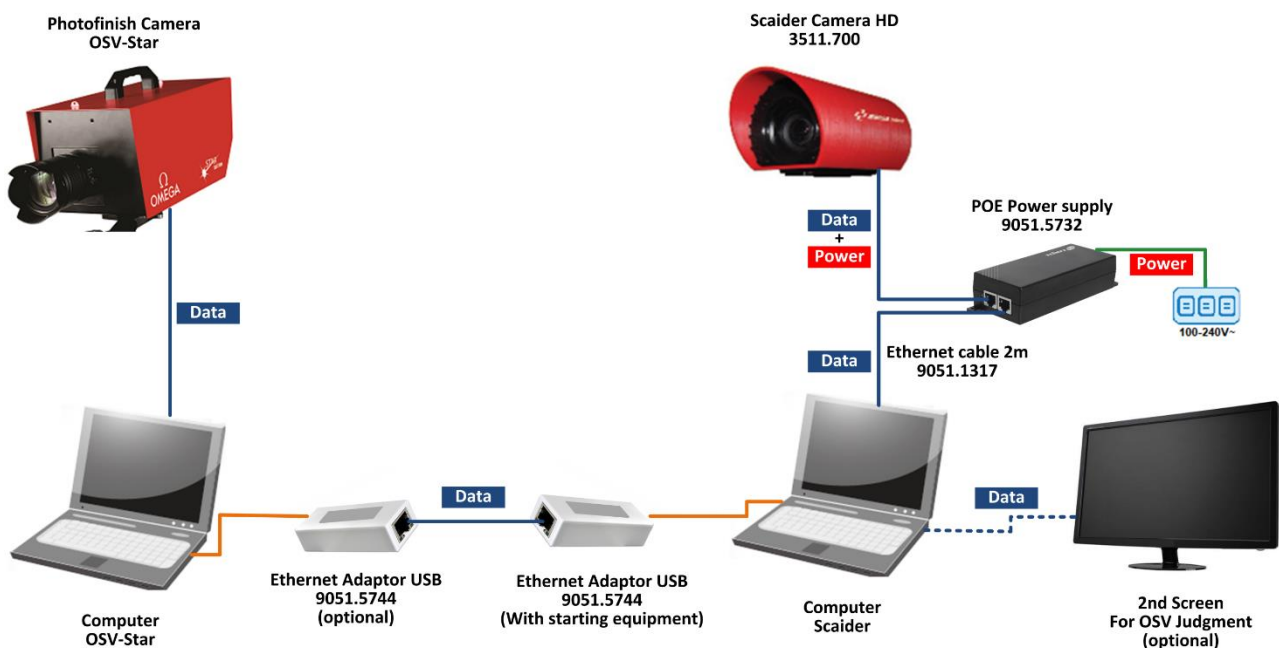 Photofinish Camera
OSV-Star
Scaider Camera HD
3511.700
OMEGA
POE Power supply
9051.5732
Data
+
Power
Power
100-240V~
Data
Data
Ethernet cable 2m
9051.1317
Data
Data
Ethernet Adaptor USB
9051.5744
(optional)
Ethernet Adaptor USB
9051.5744
(With starting equipment)
Computer
OSV-Star
Computer
Scaider
2nd Screen
For OSV Judgment
(optional)